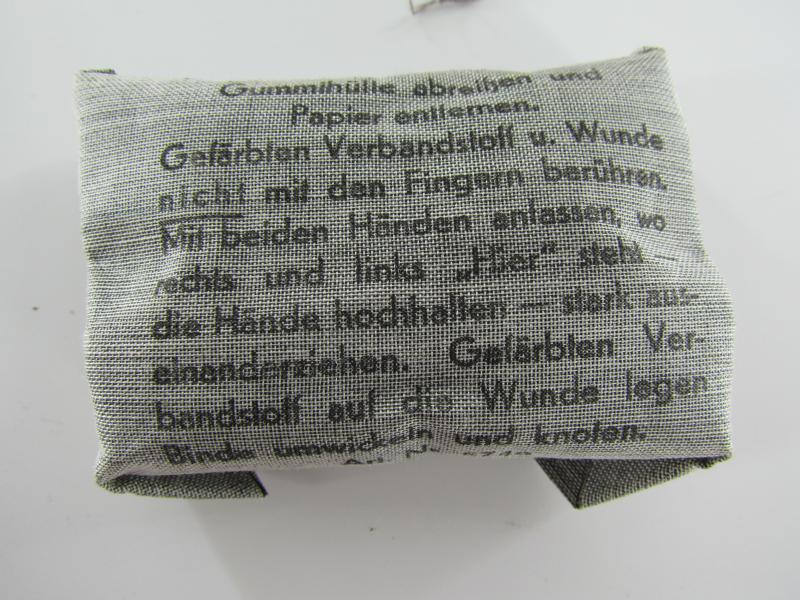 Gummihülle abreißen und
Papier entfernen.
Gefärbten Verbandstoff u. Wunde
nicht mit den Fingern berühren.
Mit beiden Händen anfassen, wo
rechts und links „Hier" steht —
die Hände hochhalten — stark aus-
einanderziehen. Gefärbten Ver-
bandstoff auf die Wunde legen
Binde umwickeln und knoten.